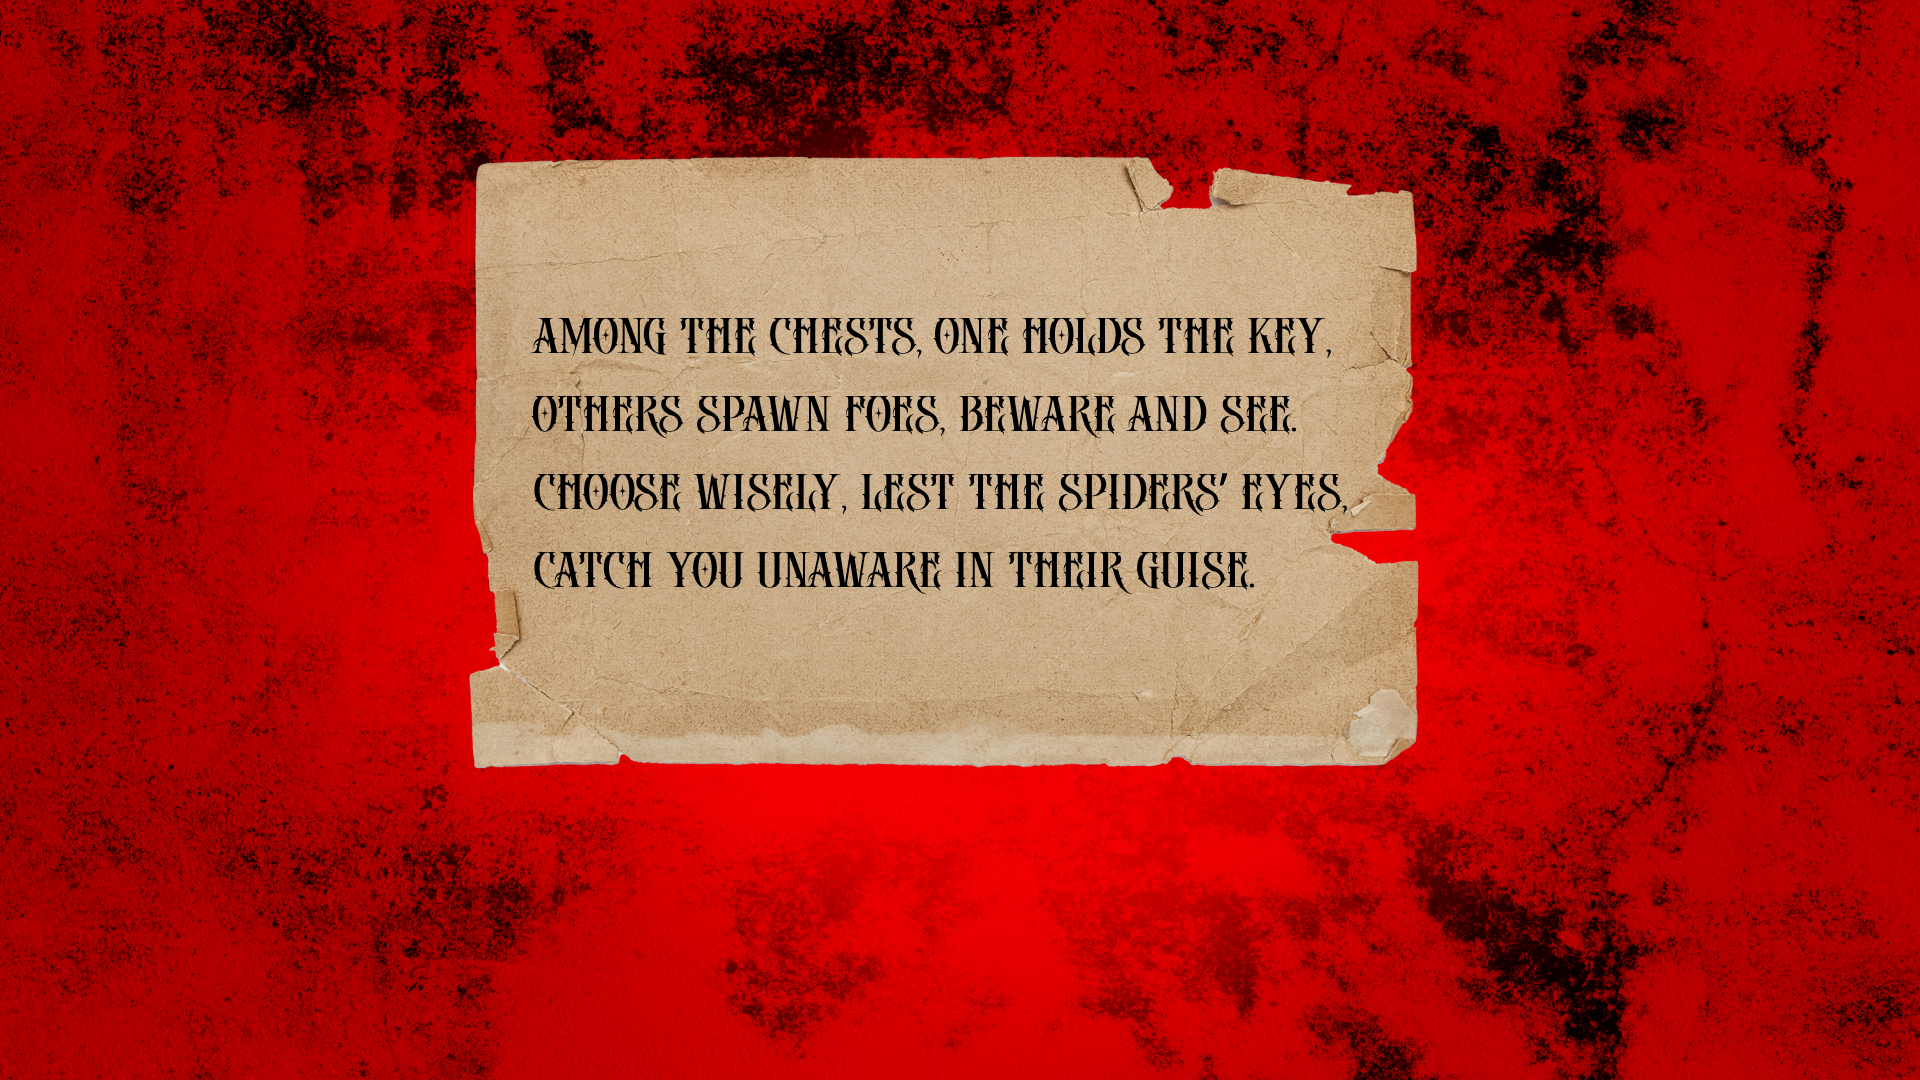 AMONG THE CHESTS, ONE HOLDS THE KEY,
OTHERS SPAWN FOES, BEWARE AND SEE.
CHOOSE WISELY, LEST THE SPIDERS' EYES,
CATCH YOU UNAWARE IN THEIR GUISE.